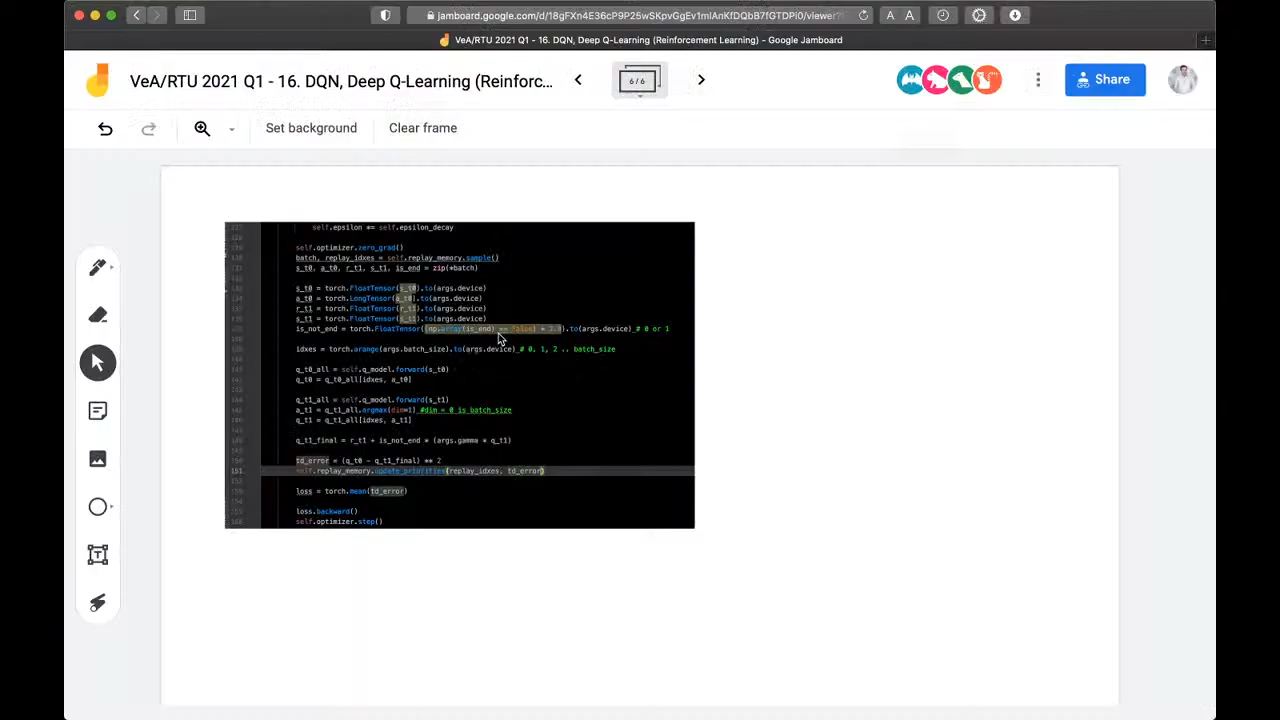 jamboard.google.com/d/18gFXn4E36cP9P25wSKpvGgEv1mlAnKfDQbB7fGTDPl0/viewer?
A A
VeA/RTU 2021 Q1 - 16. DQN, Deep Q-Learning (Reinforcement Learning) - Google Jamboard
VeA/RTU 2021 Q1 - 16. DQN, Deep Q-Learning (Reinforc...
6/6
Share
Set background
Clear frame
self.epsilon *= self.epsilon_decay
self.optimizer.zero_grad()
batch, replay_idxes = self.replay_memory.sample()
s_t0, a_t0, r_t1, s_t1, is_end = zip(*batch)
s_t0 = torch.FloatTensor(s_t0).to(args.device)
a_t0 = torch.LongTensor(a_t0).to(args.device)
r_t1 = torch.FloatTensor(r_t1).to(args.device)
s_t1 = torch.FloatTensor(s_t1).to(args.device)
is_not_end = torch.FloatTensor((np.array(is_end) == False) * 1.0).to(args.device) # 0 or 1
idxes = torch.arange(args.batch_size).to(args.device) # 0, 1, 2 .. batch_size
q_t0_all = self.q_model.forward(s_t0)
q_t0 = q_t0_all[idxes, a_t0]
q_t1_all = self.q_model.forward(s_t1)
a_t1 = q_t1_all.argmax(dim=1) #dim = 0 is batch_size
q_t1 = q_t1_all[idxes, a_t1]
q_t1_final = r_t1 + is_not_end * (args.gamma * q_t1)
td_error = (q_t0 - q_t1_final) ** 2
151 self.replay_memory.update_priorities(replay_idxes, td_error)
loss = torch.mean(td_error)
loss.backward()
self.optimizer.step()